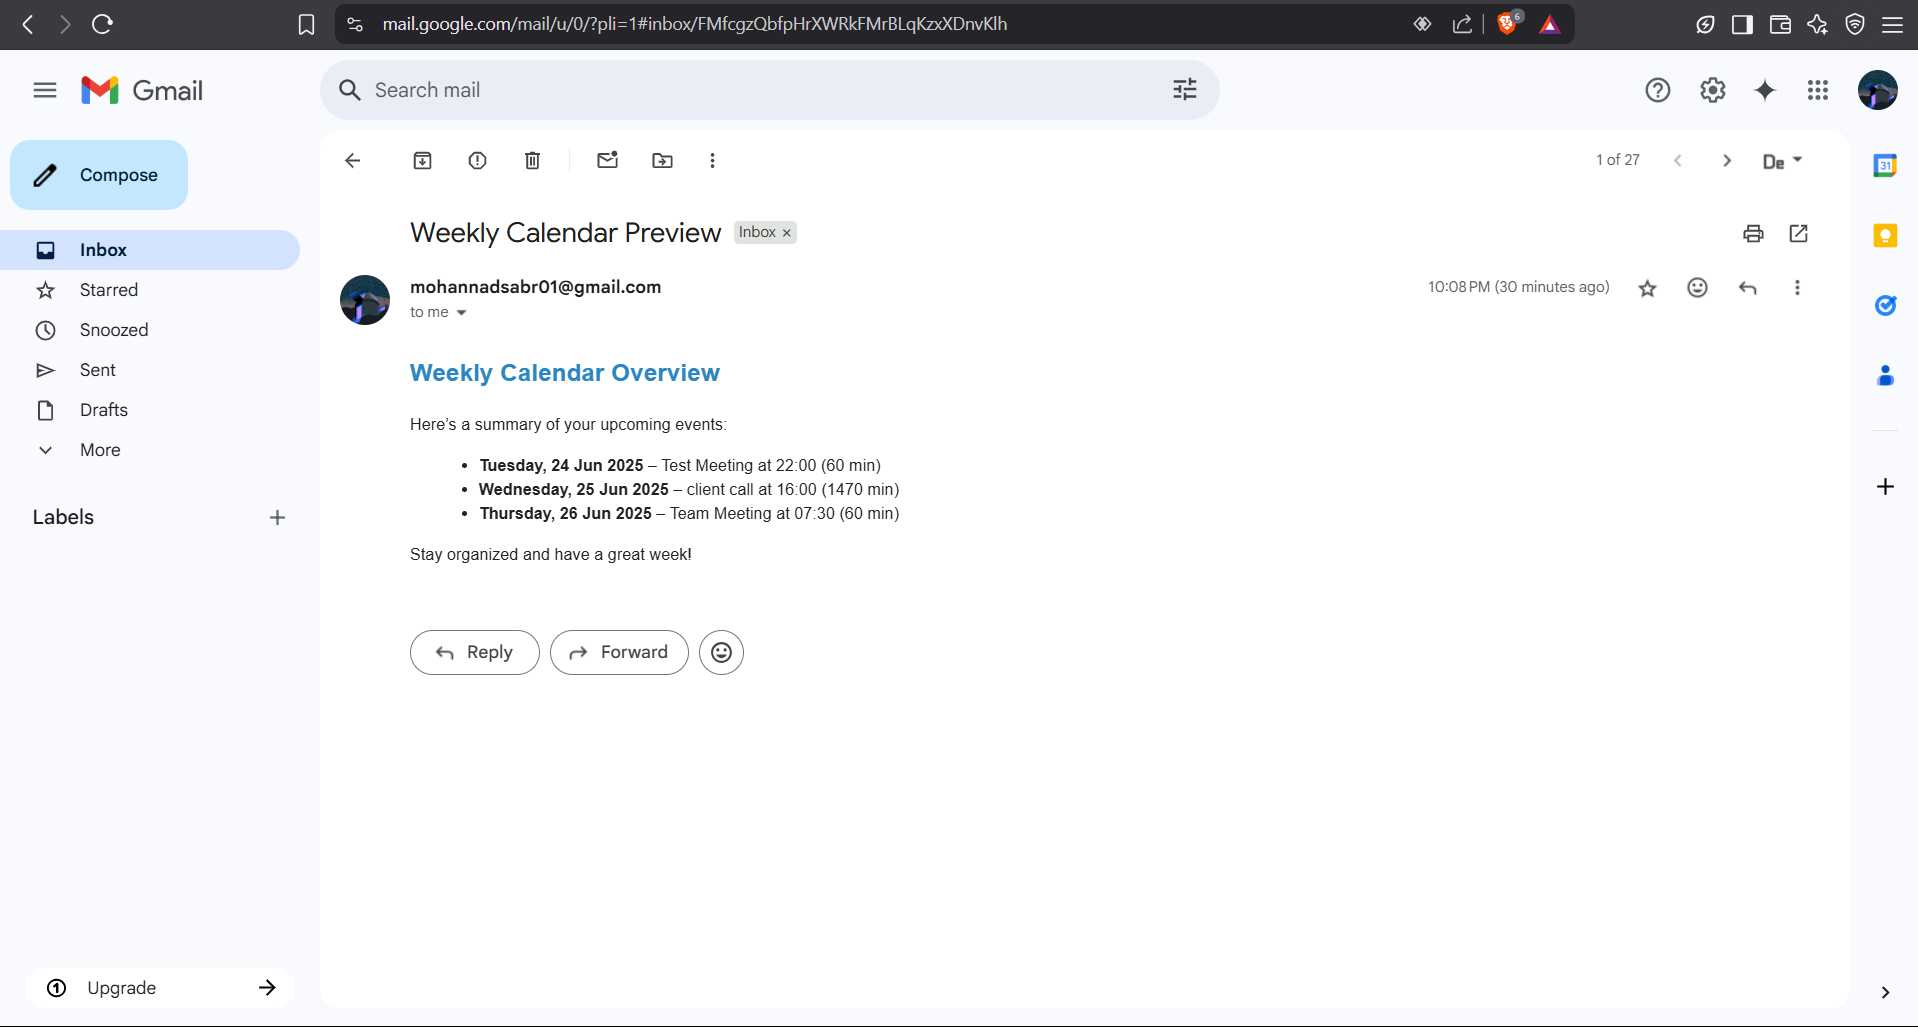 mail.google.com/mail/u/0/?pli=1#inbox/FMfcgzQbfpHrXWRkFMrBLqKzxXDnvKlh
6
Gmail
Search mail
Compose
1 of 27
De
31
Inbox
Starred
Snoozed
Sent
Drafts
More
Labels
Weekly Calendar Preview
Inbox ×
mohannadsabr01@gmail.com
10:08 PM (30 minutes ago)
to me
Weekly Calendar Overview
Here’s a summary of your upcoming events:
• Tuesday, 24 Jun 2025 – Test Meeting at 22:00 (60 min)
• Wednesday, 25 Jun 2025 – client call at 16:00 (1470 min)
• Thursday, 26 Jun 2025 – Team Meeting at 07:30 (60 min)
Stay organized and have a great week!
Reply
Forward
1
Upgrade